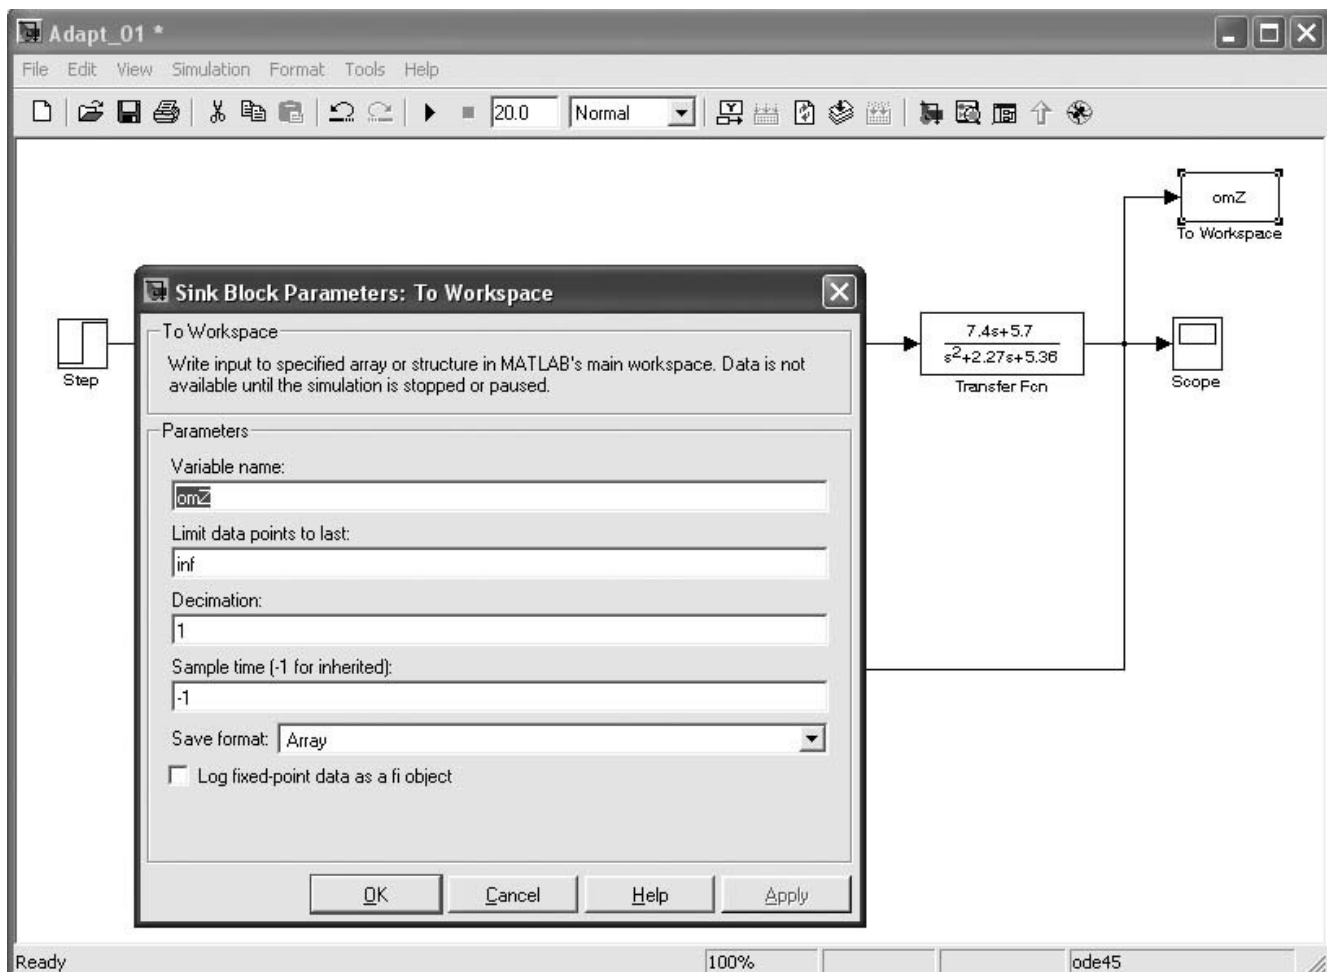 Adapt_01 *
File Edit View Simulation Format Tools Help
20.0 Normal
omZ
To Workspace
Sink Block Parameters: To Workspace
To Workspace
Write input to specified array or structure in MATLAB's main workspace. Data is not
available until the simulation is stopped or paused.
Step
7.4s+5.7
s²+2.27s+5.36
Transfer Fcn
Scope
Parameters
Variable name:
omZ
Limit data points to last:
inf
Decimation:
1
Sample time (-1 for inherited):
-1
Save format: Array
Log fixed-point data as a fi object
OK Cancel Help Apply
Ready 100% ode45